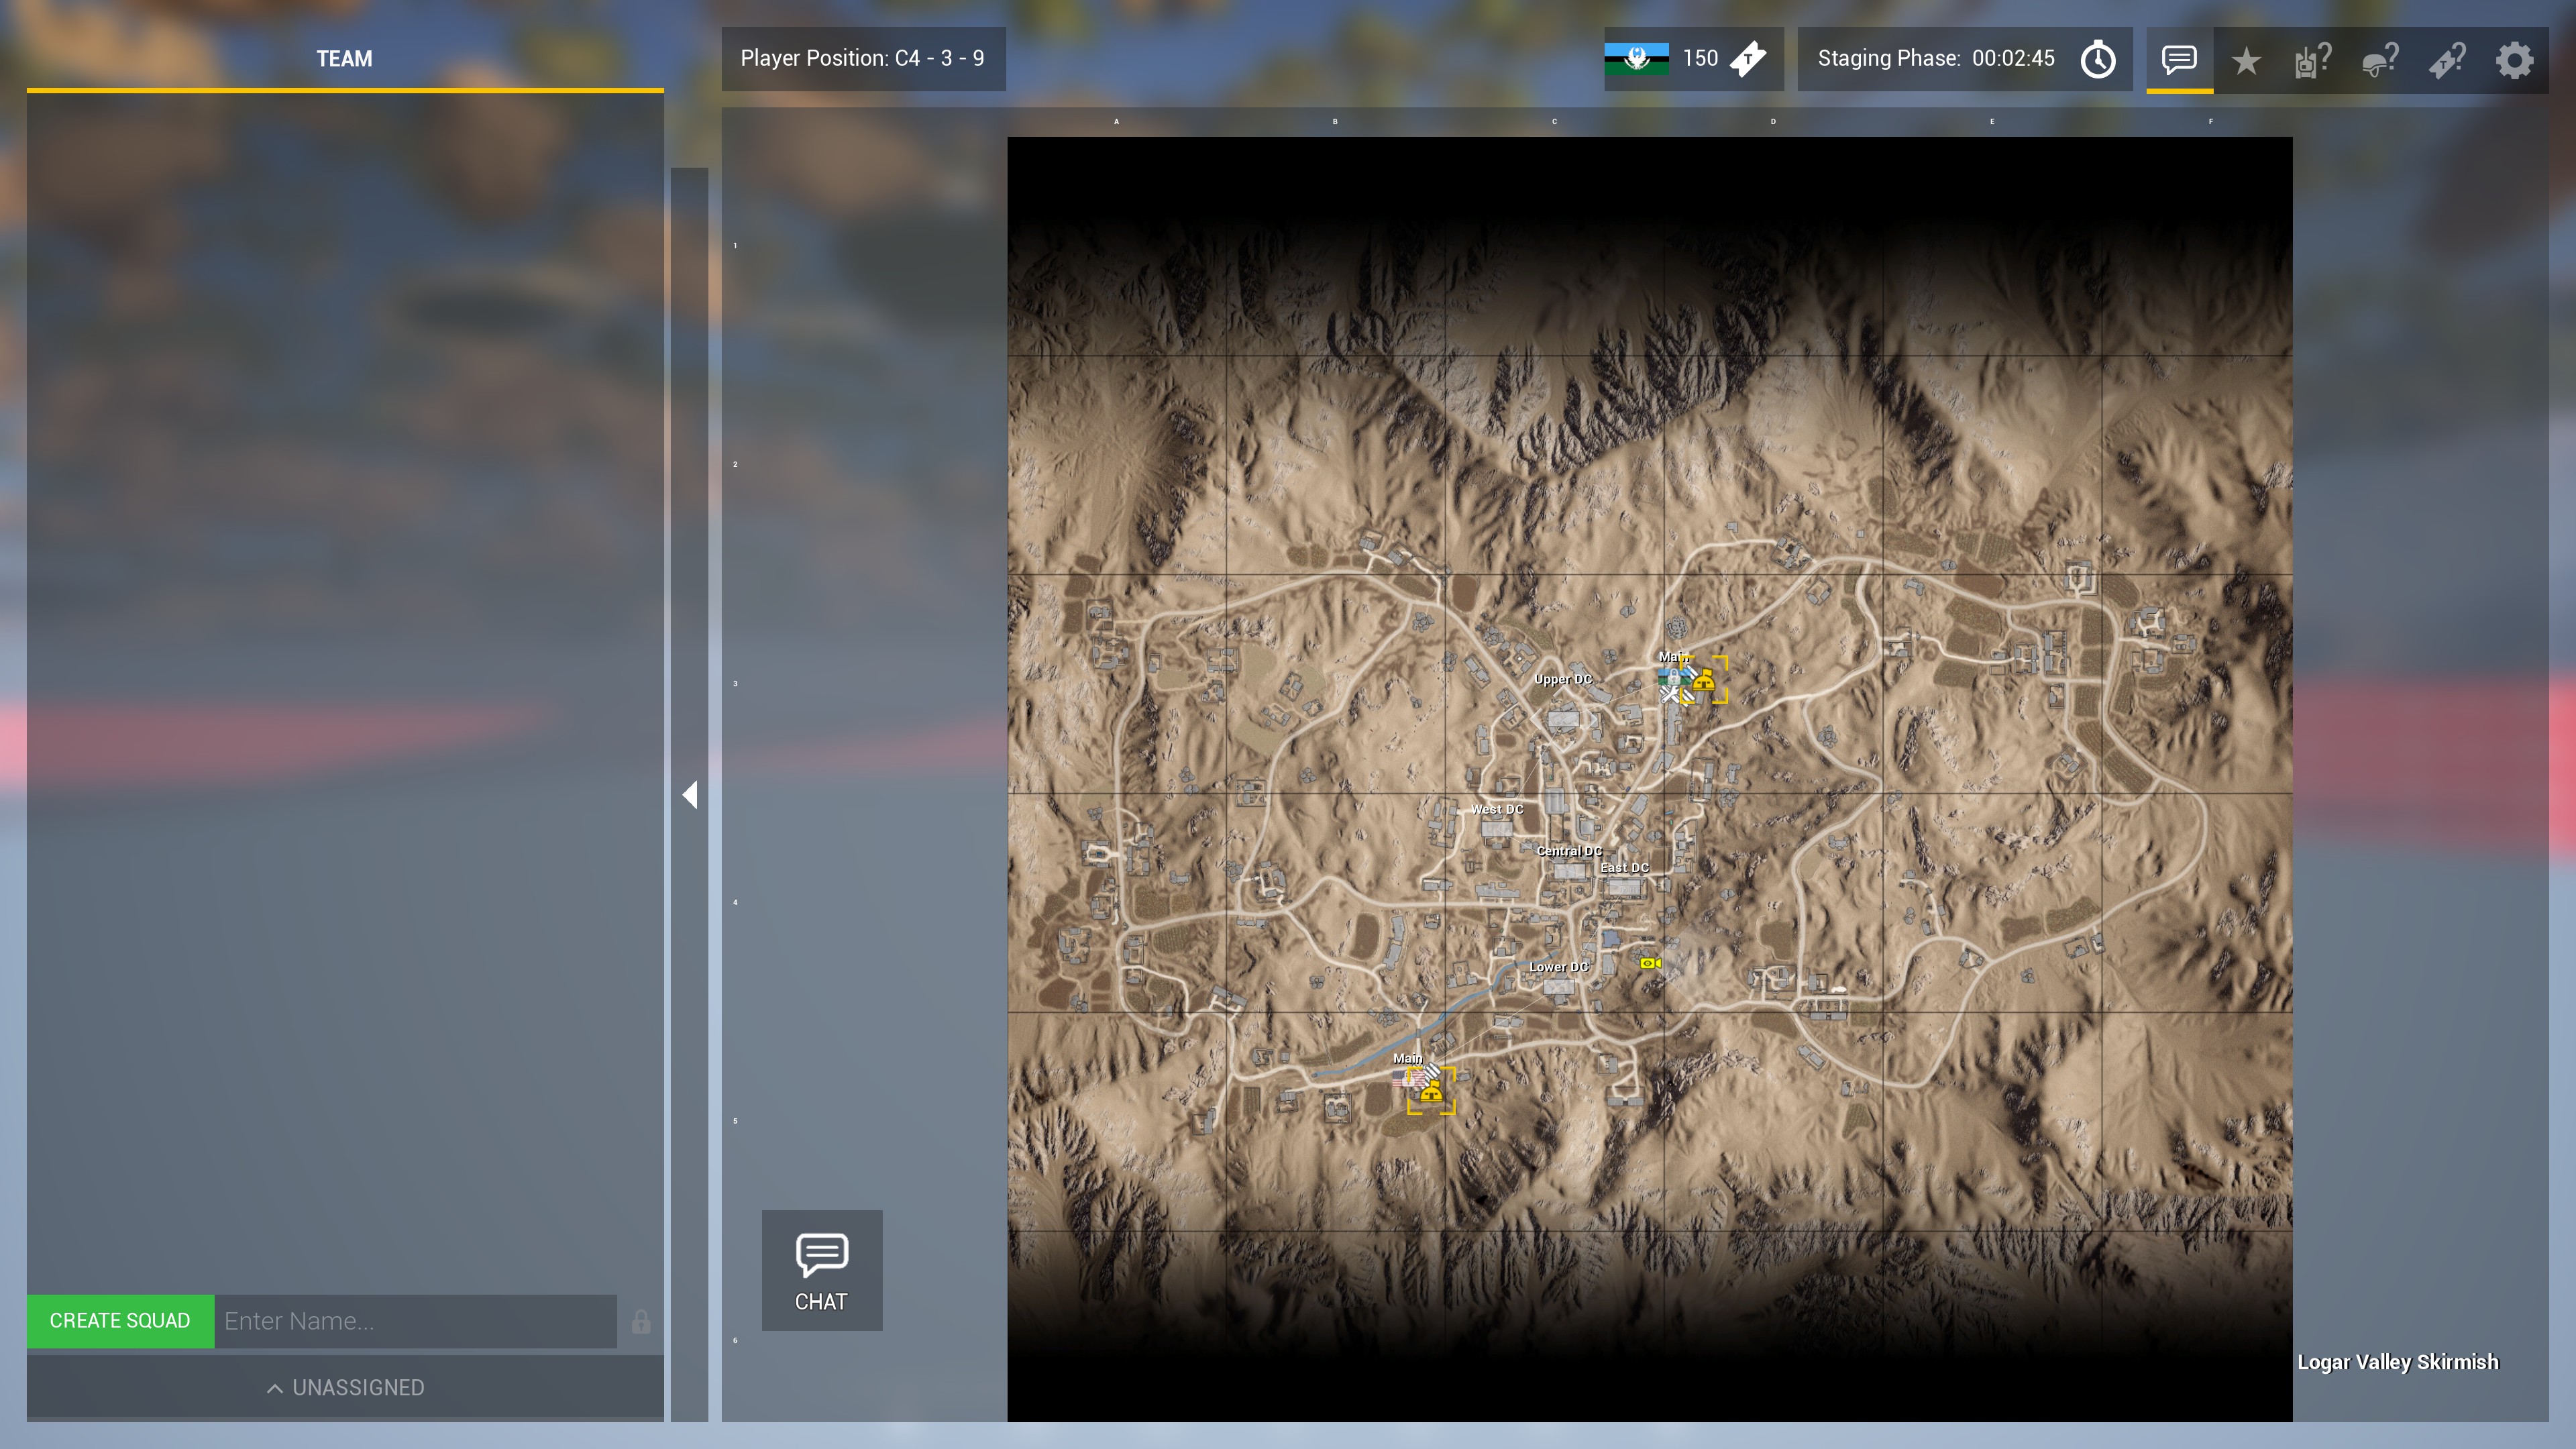 TEAM
Player Position: C4 - 3 - 9
150
T
Staging Phase: 00:02:45
?
?
T?
A
B
C
D
E
F
1
2
3
4
5
6
Main
Upper DC
West DC
Central DC
East DC
Lower DC
Main
CHAT
CREATE SQUAD
Enter Name...
UNASSIGNED
Logar Valley Skirmish